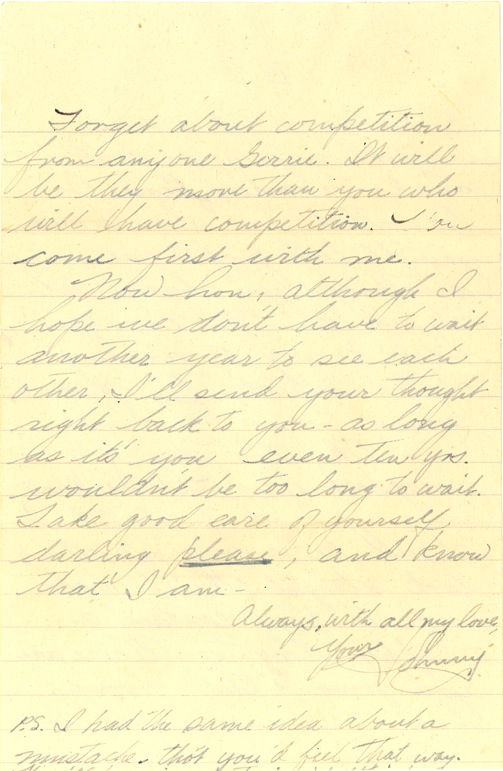 Forget about competition
from anyone Gerrie. It will
be they more than you who
will have competition. You
come first with me.
Now hon, although I
hope we don't have to wait
another year to see each
other, I'll send your thought
right back to you - as long
as it's you even ten yrs.
wouldn't be too long to wait.
Take good care of yourself
darling please, and know
that I am -
Always, with all my love,
Your Johnny
P.S. I had the same idea about a
mustache - thot you'd feel that way.